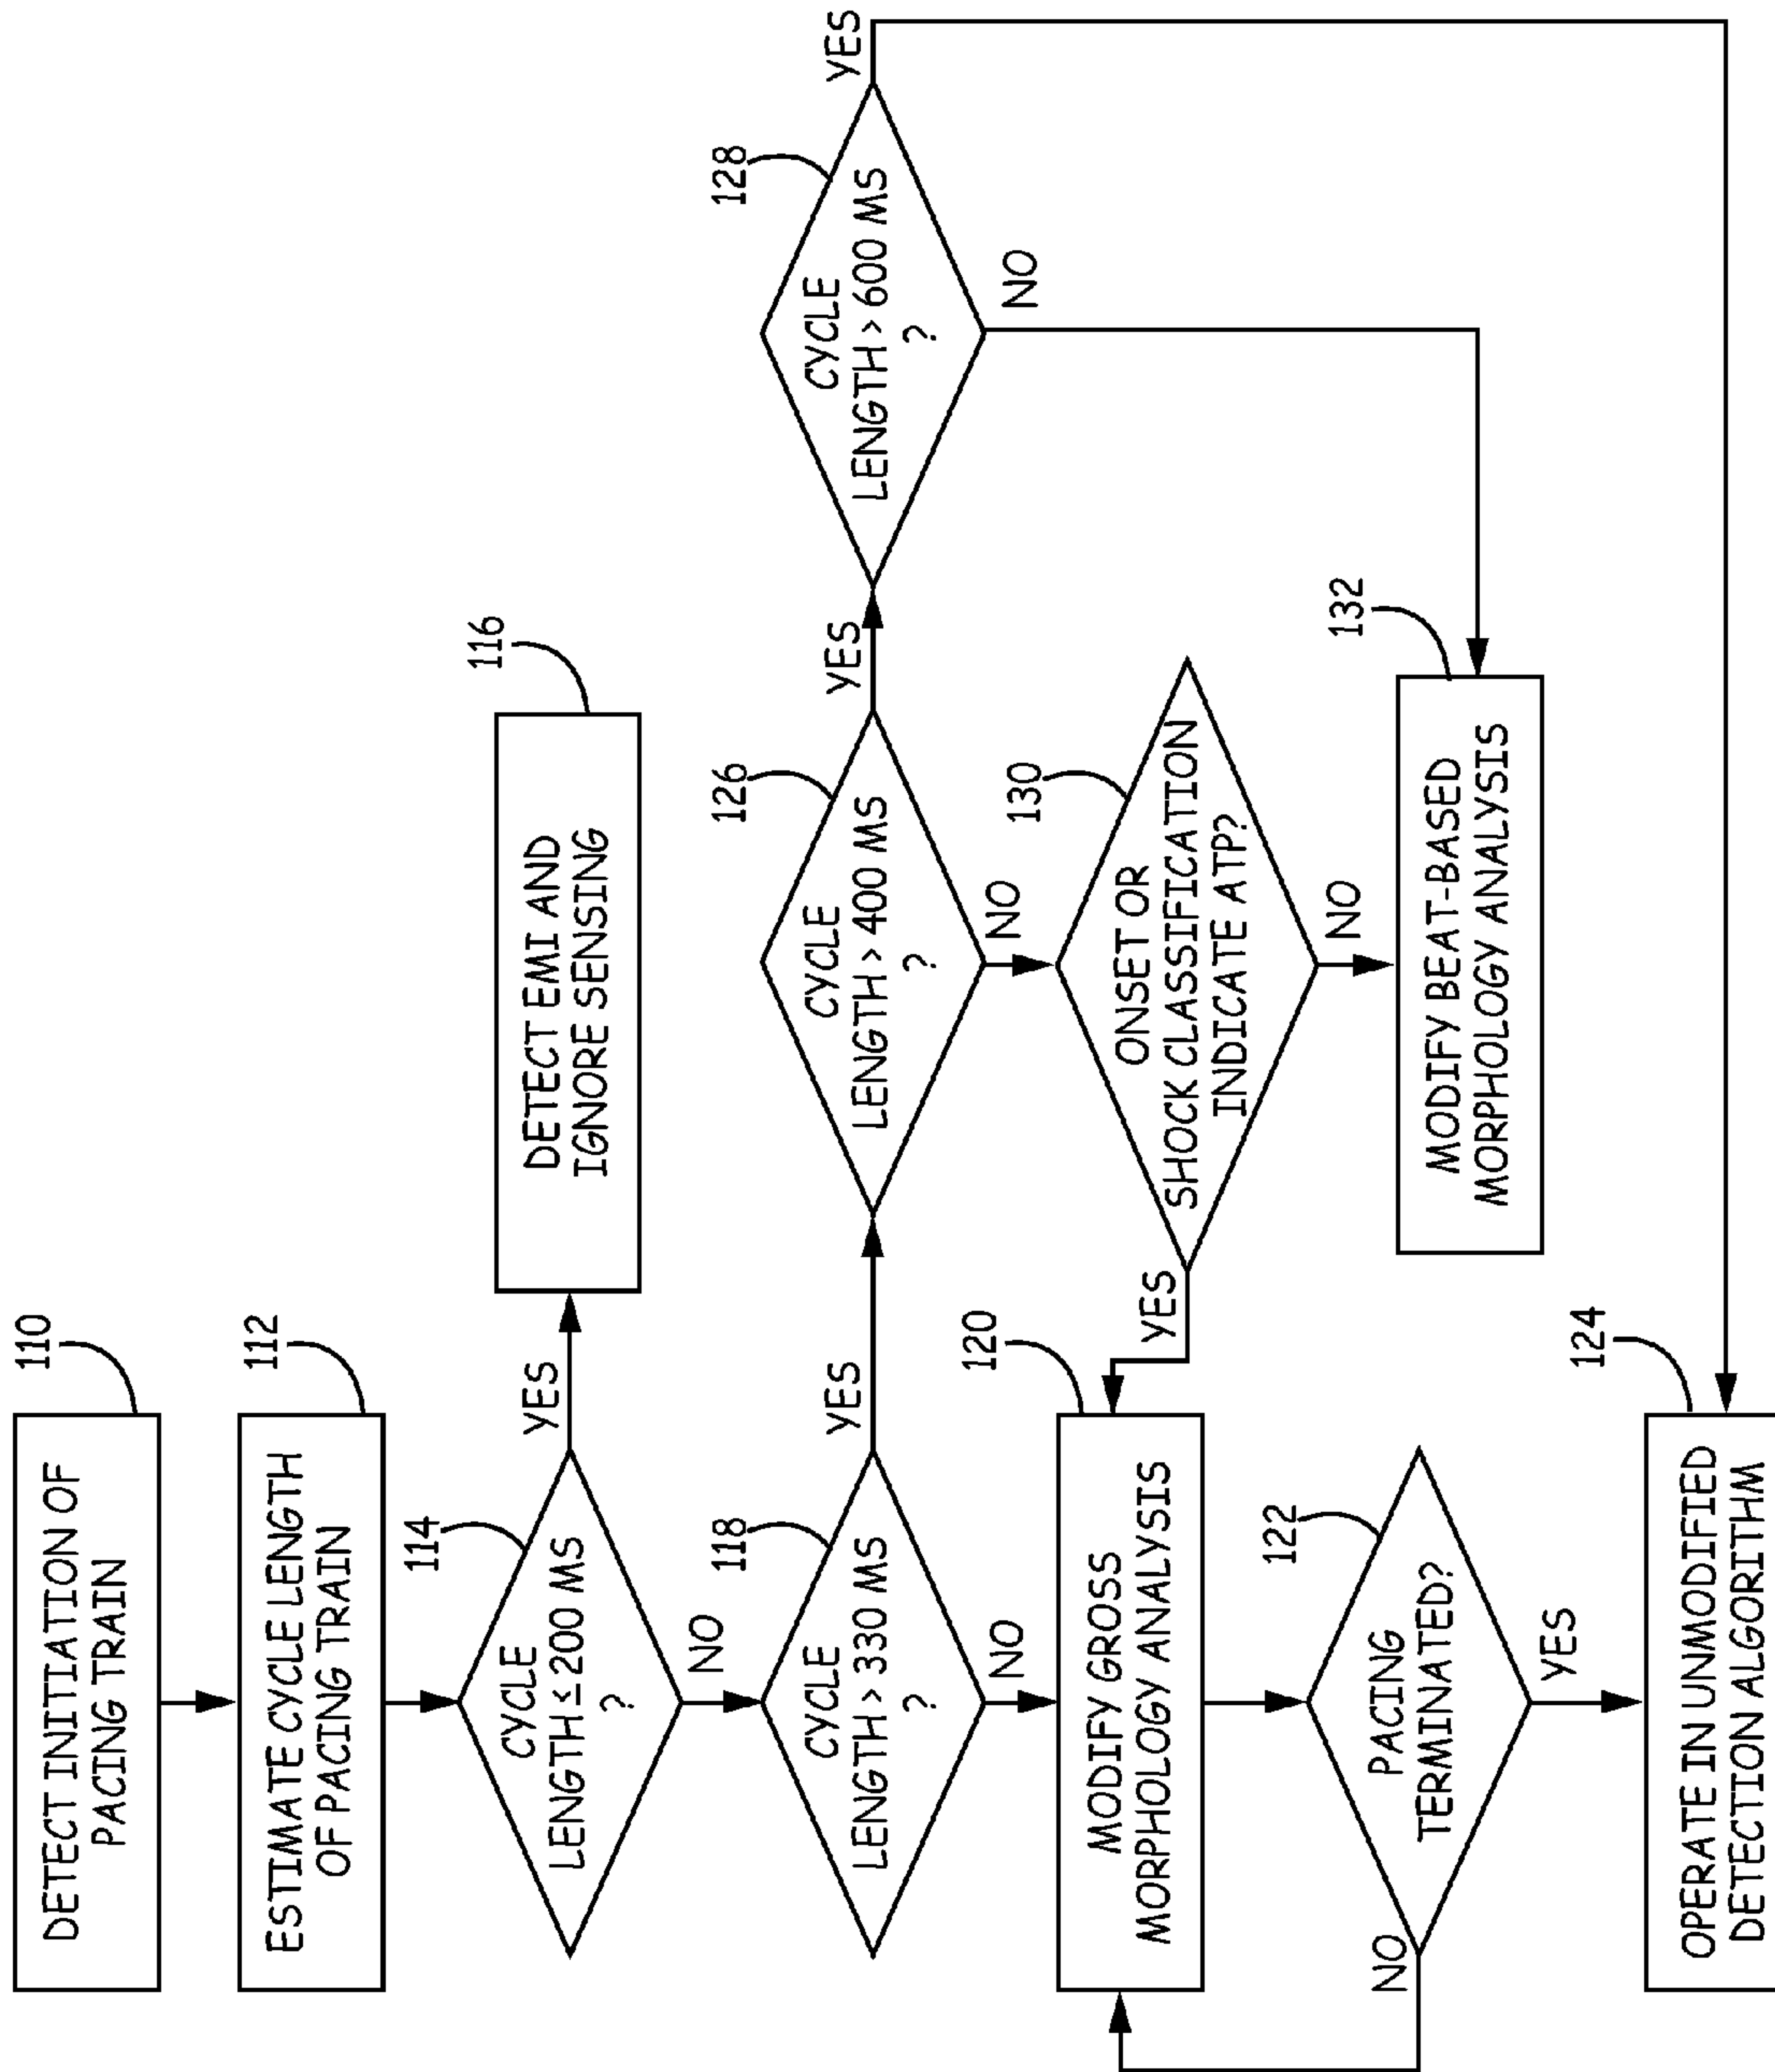 110
DETECT INITIATION OF
PACING TRAIN
112
ESTIMATE CYCLE LENGTH
OF PACING TRAIN
114
CYCLE
LENGTH ≤ 200 MS
?
YES
NO
116
DETECT EMI AND
IGNORE SENSING
118
CYCLE
LENGTH > 330 MS
?
YES
NO
126
CYCLE
LENGTH > 400 MS
?
YES
NO
128
CYCLE
LENGTH > 600 MS
?
YES
NO
120
MODIFY GROSS
MORPHOLOGY ANALYSIS
130
ONSET OR
SHOCK CLASSIFICATION
INDICATE ATP?
YES
NO
122
PACING
TERMINATED?
NO
YES
132
MODIFY BEAT-BASED
MORPHOLOGY ANALYSIS
124
OPERATE IN UNMODIFIED
DETECTION ALGORITHM